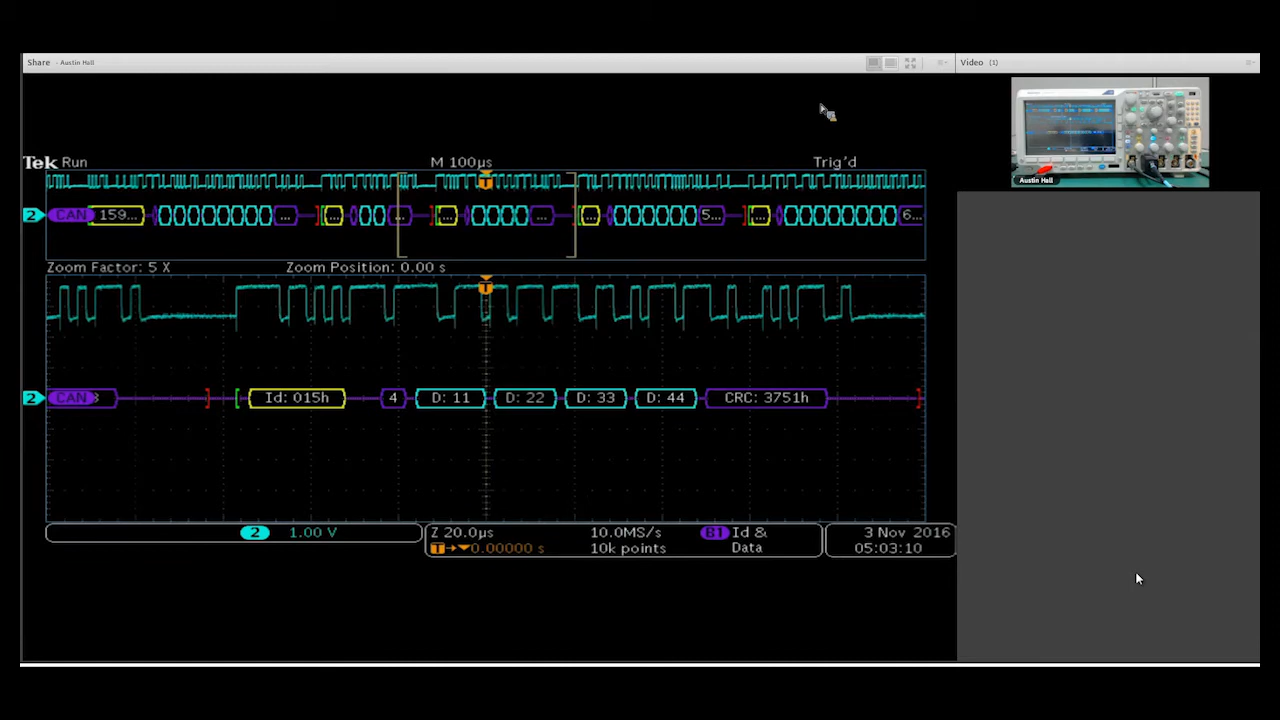 Share - Austin Hall
Video (1)
Austin Hall
Tek Run M 100µs Trig'd
2 CAN 159... ... ... ... ... ... ... 5... ... 6...
Zoom Factor: 5 X Zoom Position: 0.00 s
T
2 CAN Id: 015h 4 D: 11 D: 22 D: 33 D: 44 CRC: 3751h
2 1.00 V
Z 20.0µs 10.0MS/s B1 Id &
T→▼0.00000 s 10k points Data
3 Nov 2016
05:03:10